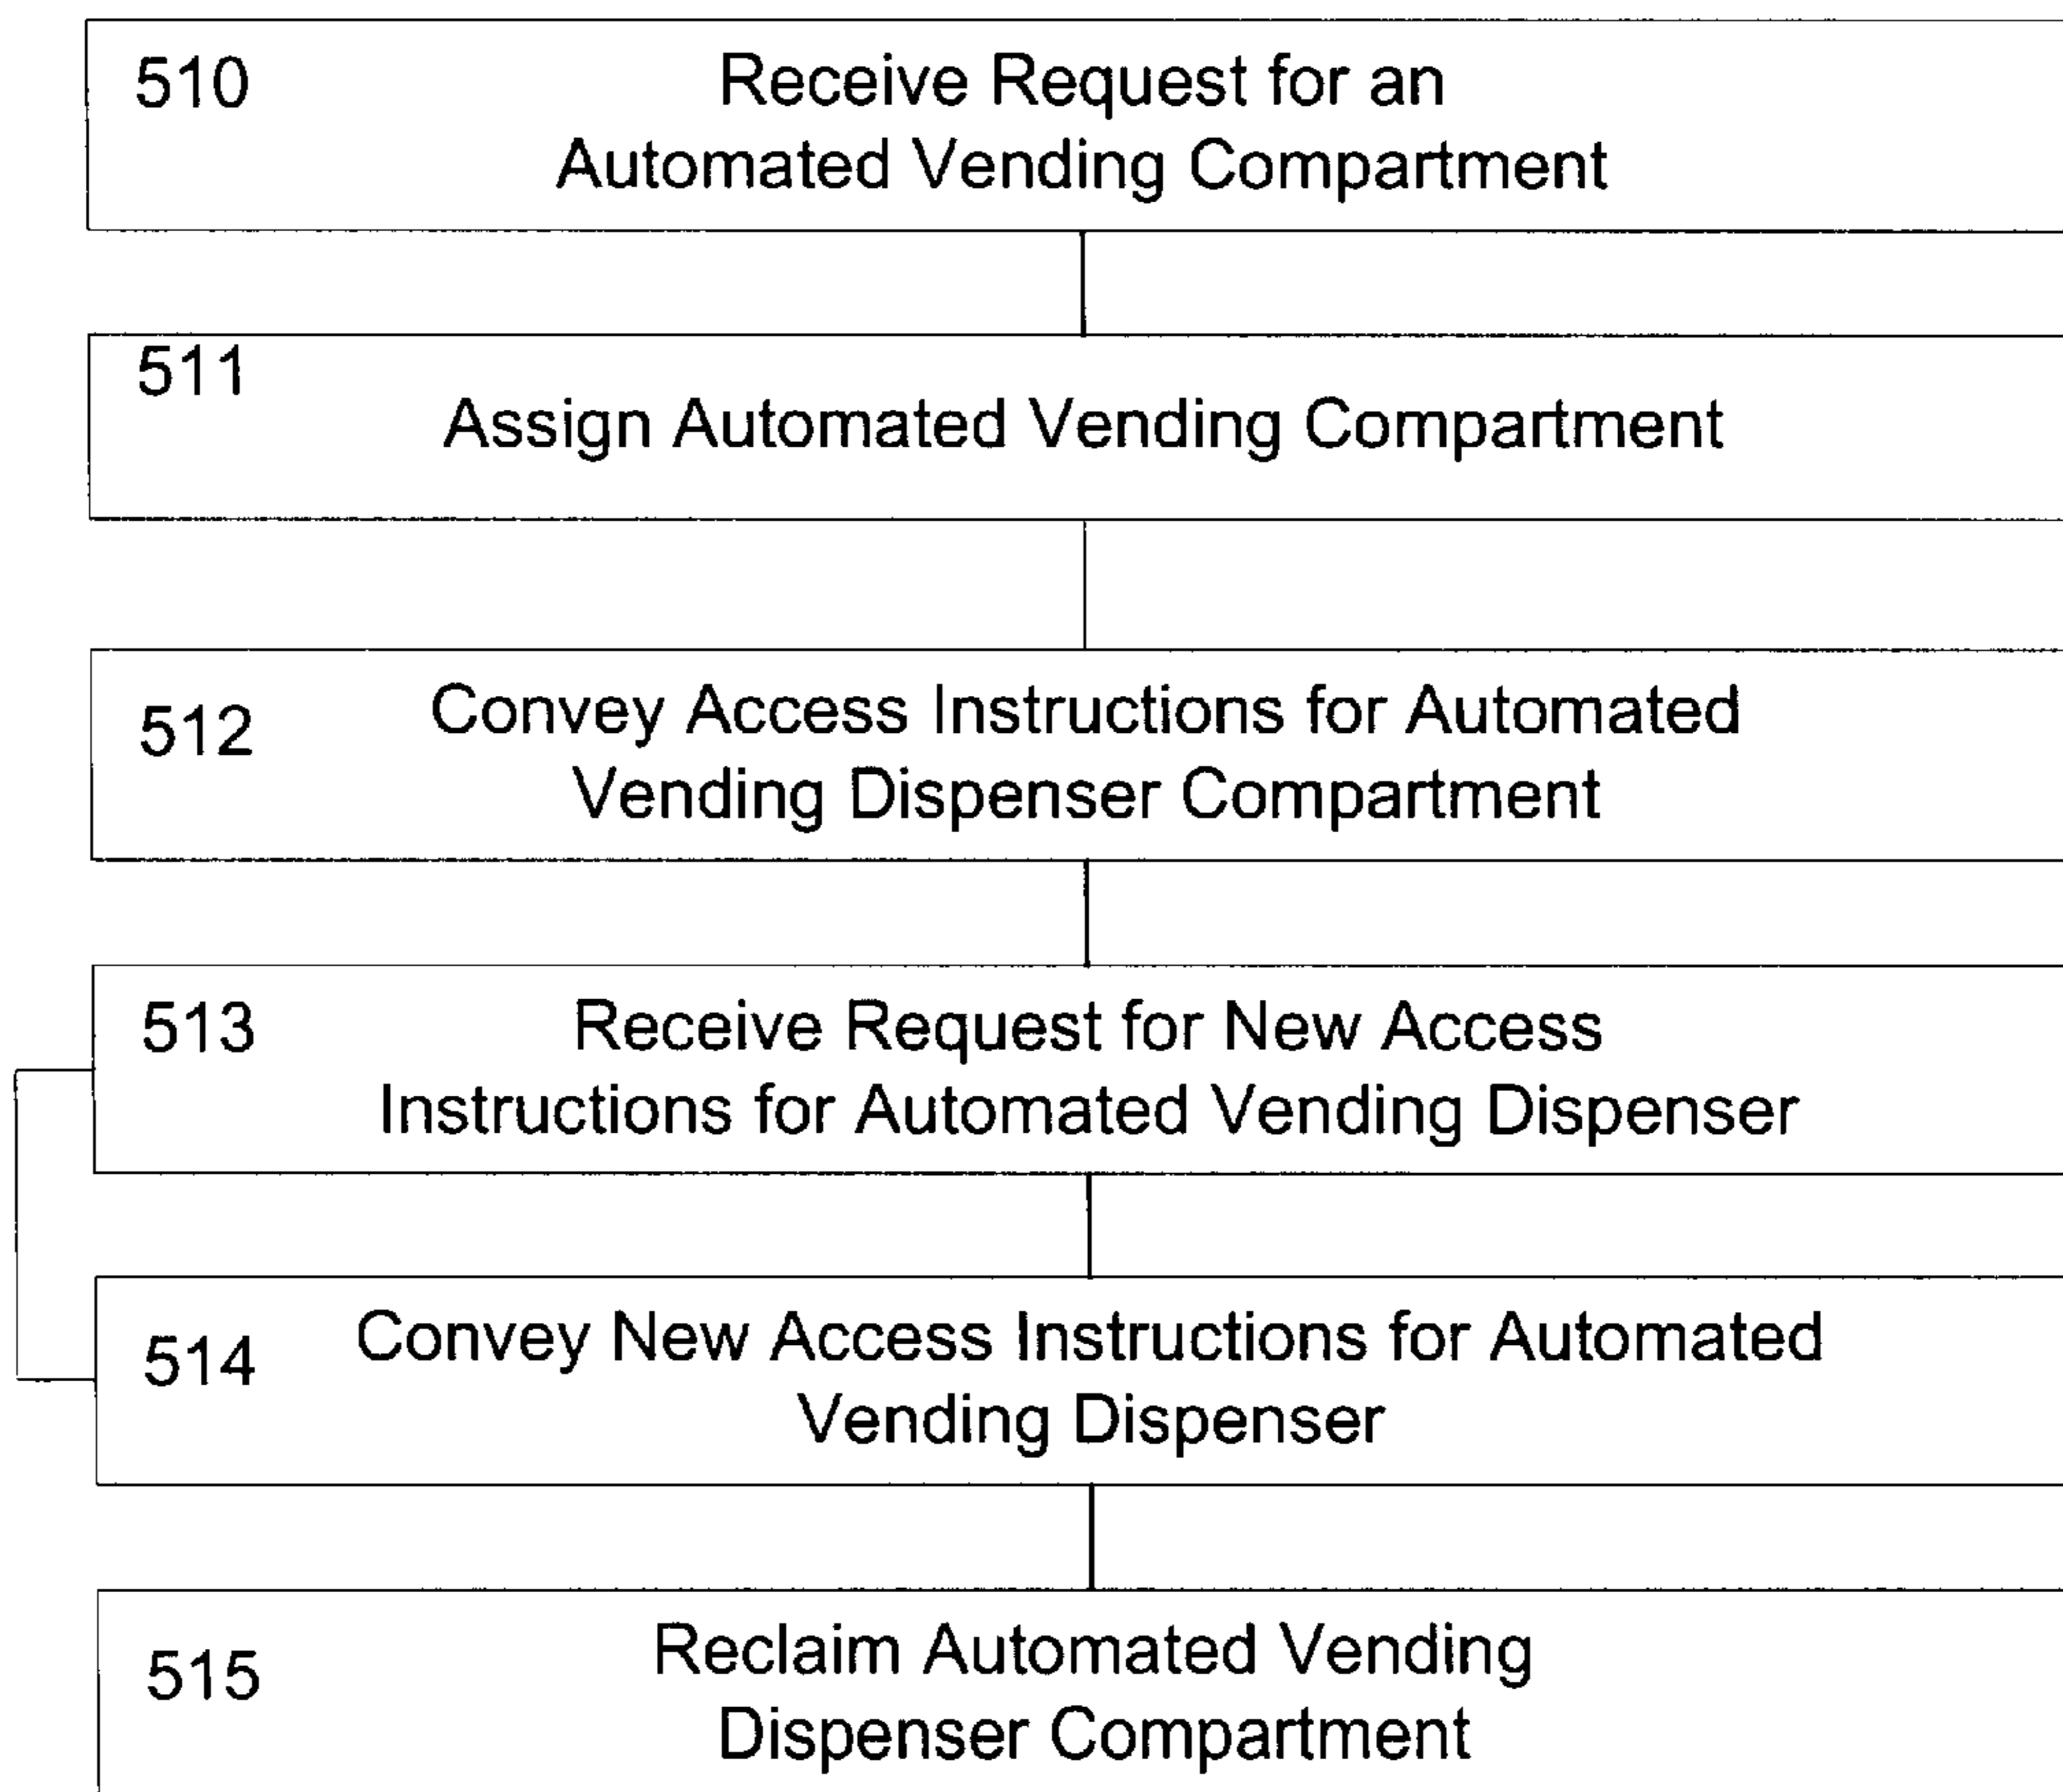 510
Receive Request for an
Automated Vending Compartment
511
Assign Automated Vending Compartment
512
Convey Access Instructions for Automated
Vending Dispenser Compartment
513
Receive Request for New Access
Instructions for Automated Vending Dispenser
514
Convey New Access Instructions for Automated
Vending Dispenser
515
Reclaim Automated Vending
Dispenser Compartment